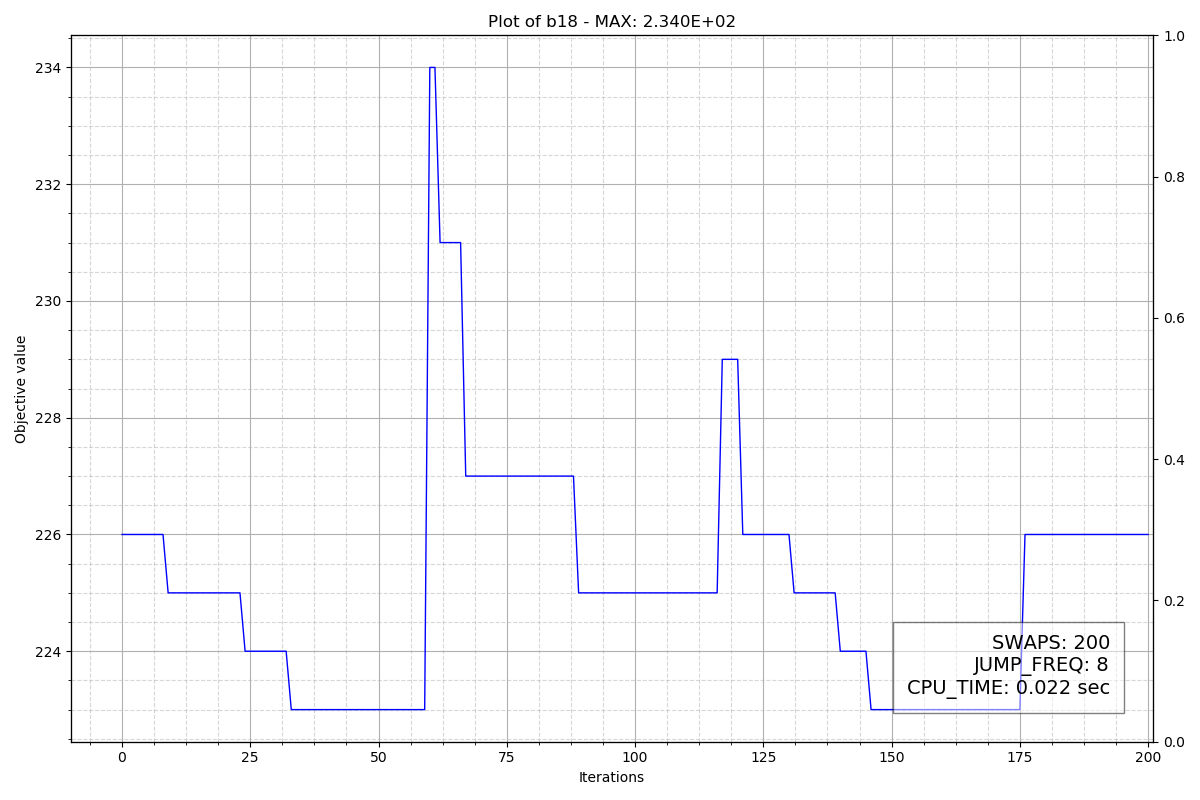 Plot of b18 - MAX: 2.340E+02
Objective value
234
232
230
228
226
224
1.0
0.8
0.6
0.4
0.2
0.0
SWAPS: 200
JUMP_FREQ: 8
CPU_TIME: 0.022 sec
0 25 50 75 100 125 150 175 200
Iterations